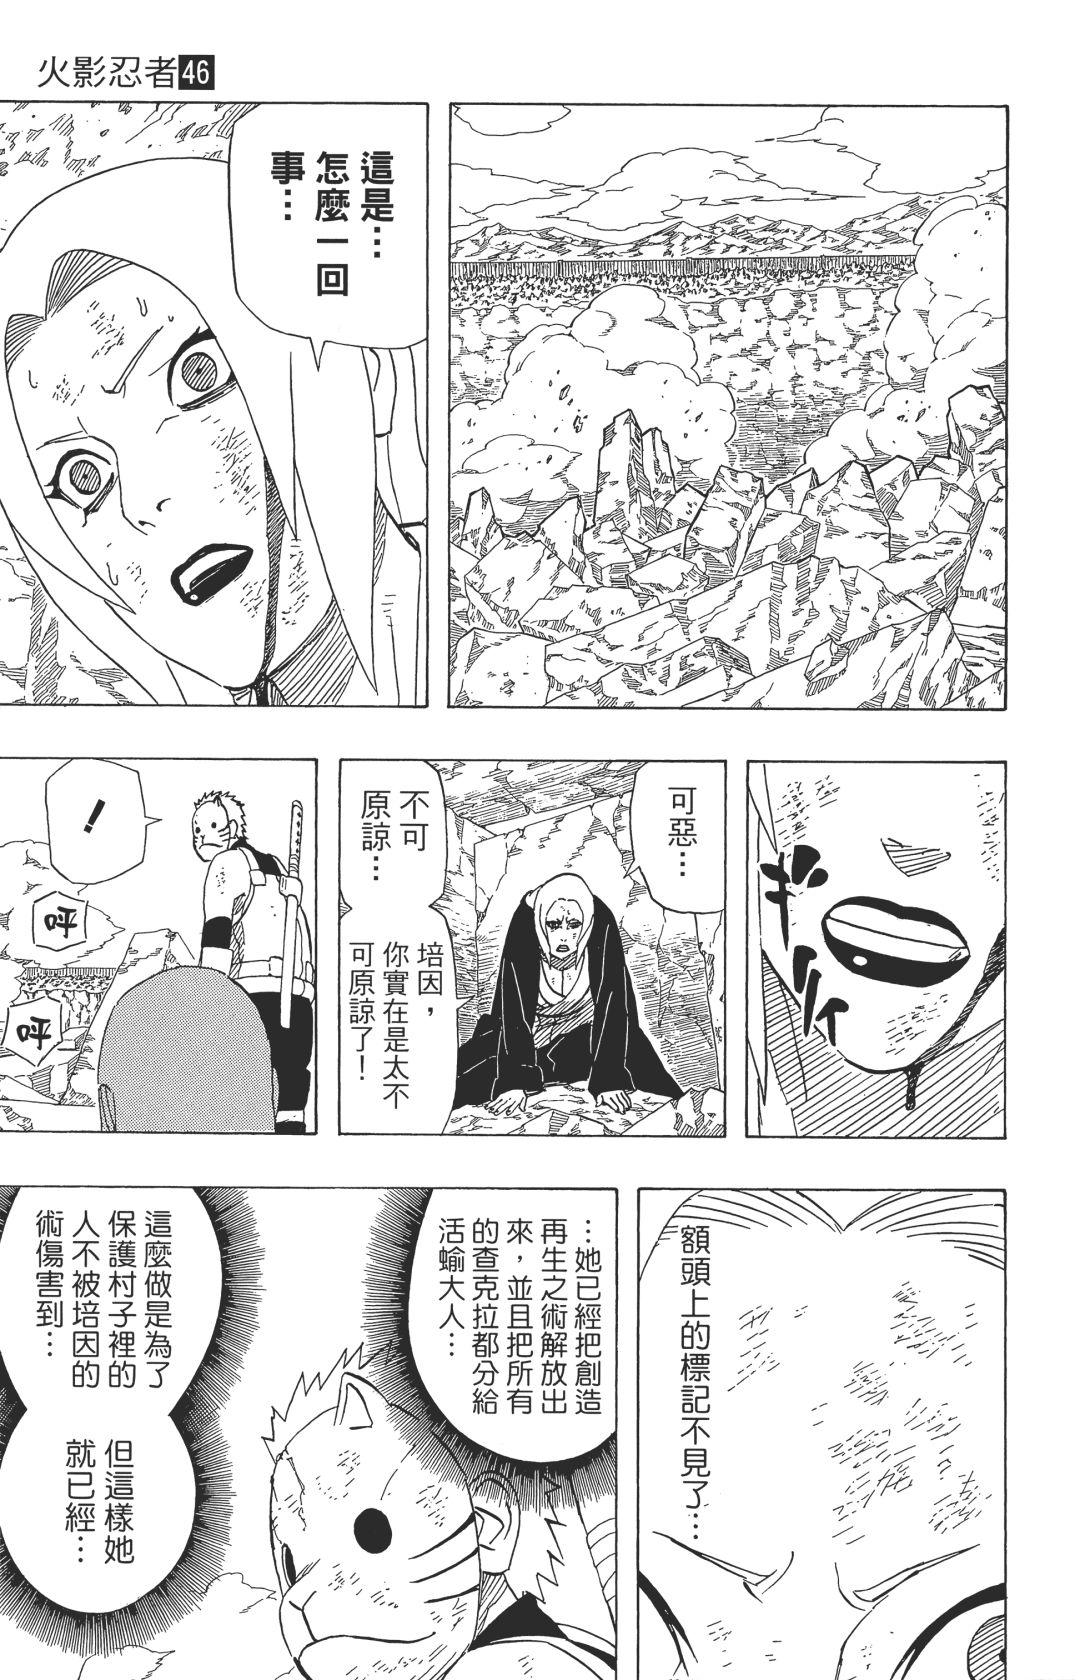 火影忍者46
這是…
怎麼一回
事…
ギリィ
可惡…
不可
原諒…
培因，
你實在是太不
可原諒了！
！
呼
呼
額頭上的標記不見了…
…她已經把創造
再生之術解放出
來，並且把所有
的查克拉都分給
活蝓大人…
這麼做是為了
保護村子裡的
人不被培因的
術傷害到…
但這樣她
就已經…